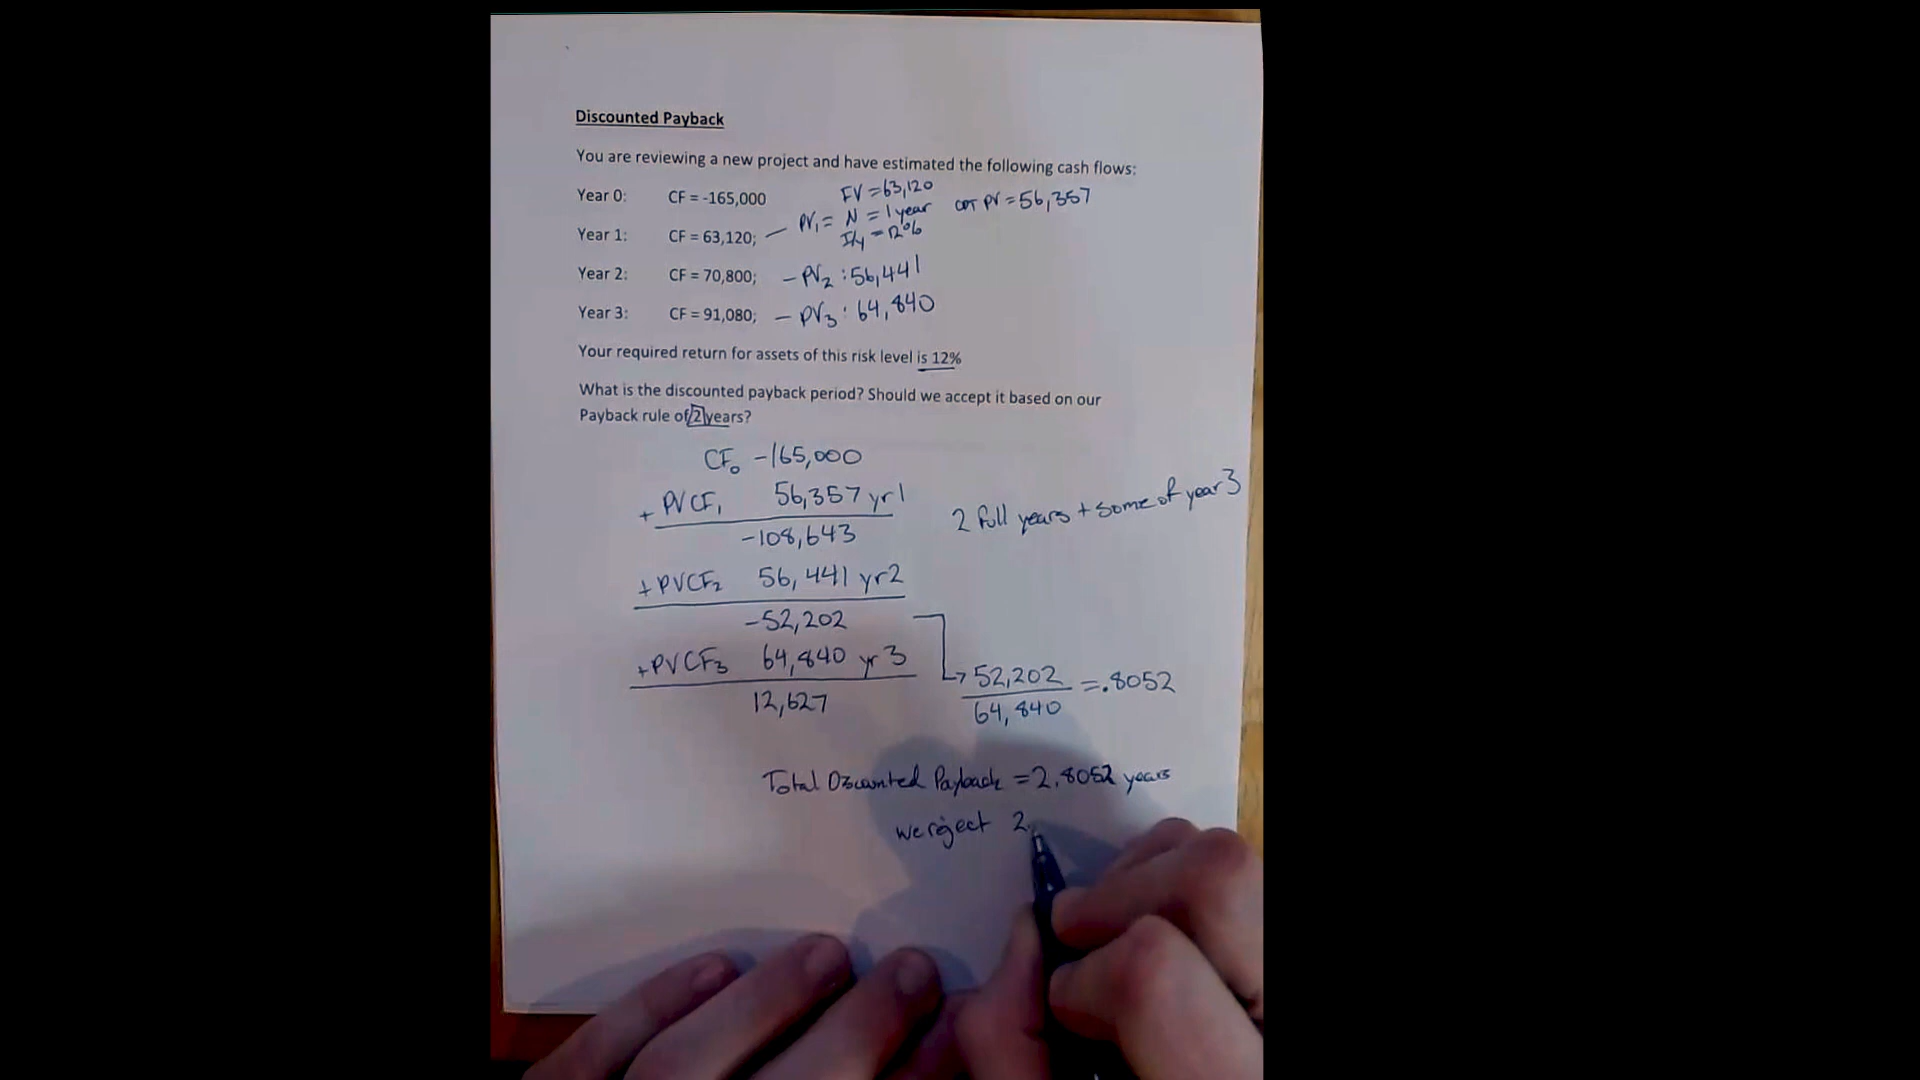 Discounted Payback
You are reviewing a new project and have estimated the following cash flows:
Year 0: CF = -165,000
FV = 63,120
PV1 = N = 1 year CPT PV = 56,357
I/y = 12%
Year 1: CF = 63,120;
Year 2: CF = 70,800; - PV2 : 56,441
Year 3: CF = 91,080; - PV3 : 64,840
Your required return for assets of this risk level is 12%
What is the discounted payback period? Should we accept it based on our
Payback rule of 2 years?
CF0 -165,000
+ PVCF1 56,357 yr1
2 full years + some of year 3
-108,643
+PVCF2 56,441 yr2
-52,202
+PVCF3 64,840 yr 3
52,202 = .8052
64,840
12,627
Total Discounted Payback = 2.8052 years
we reject 2.